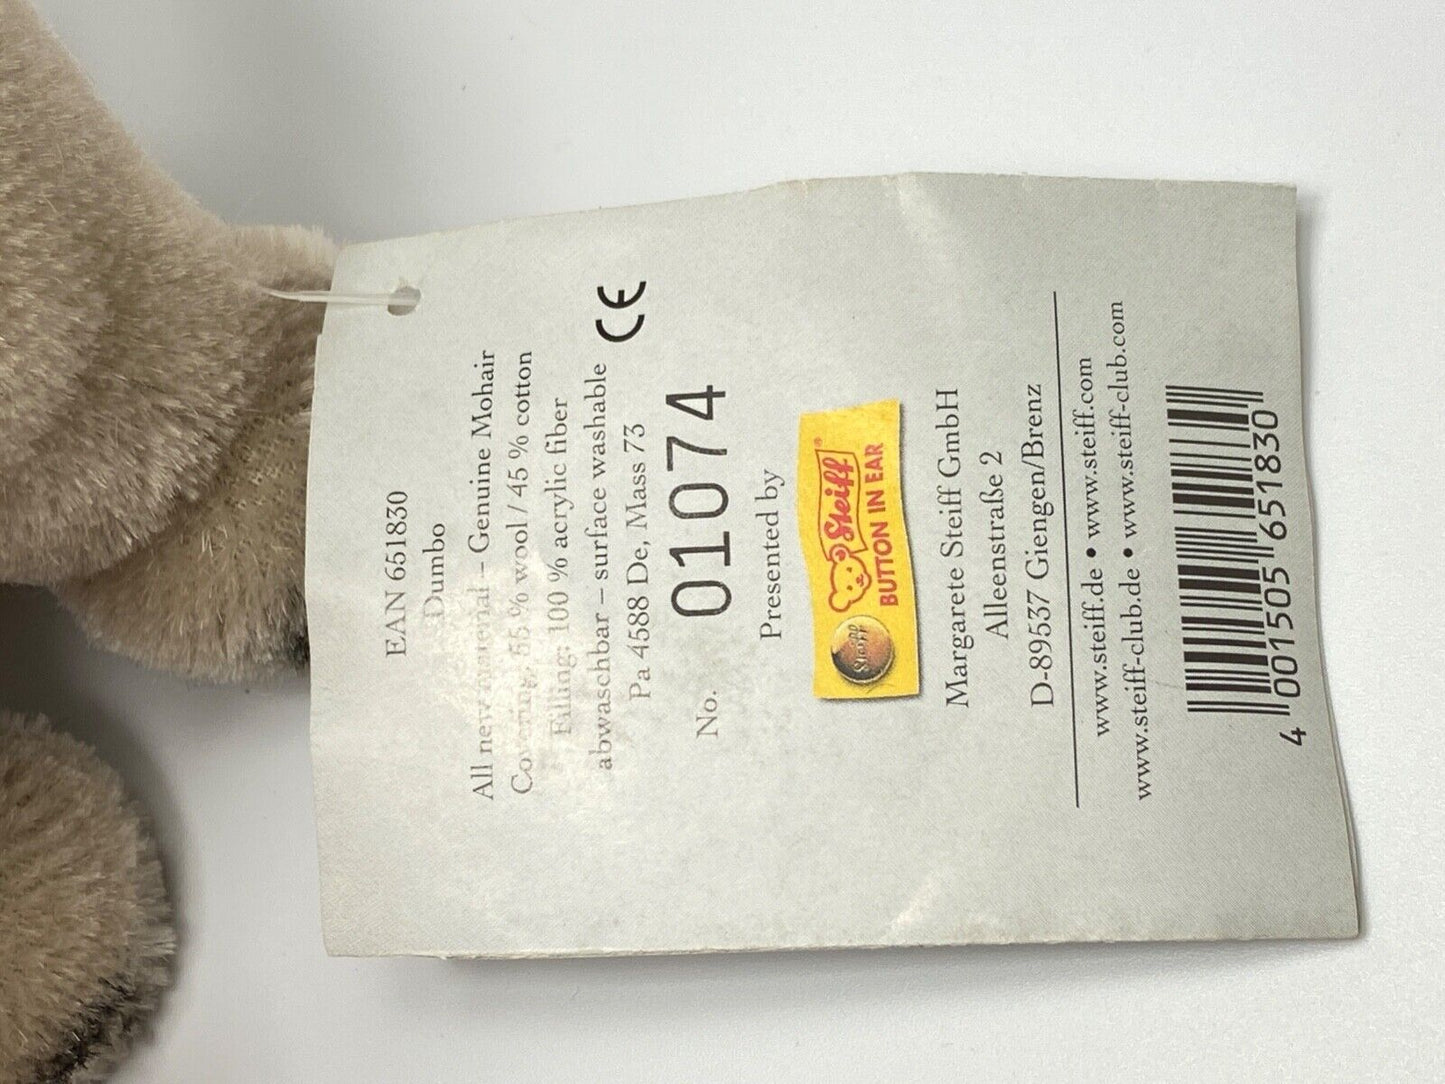 EAN 651830
Dumbo
All new material – Genuine Mohair
Covering: 55 % wool / 45 % cotton
Filling: 100 % acrylic fiber
abwaschbar – surface washable
Pa 4588 De, Mass 73
CE
No. 01074
Presented by
Steiff
Steiff®
BUTTON IN EAR
Margarete Steiff GmbH
Alleenstraße 2
D-89537 Giengen/Brenz
www.steiff.de • www.steiff.com
www.steiff-club.de • www.steiff-club.com
4 001505 651830